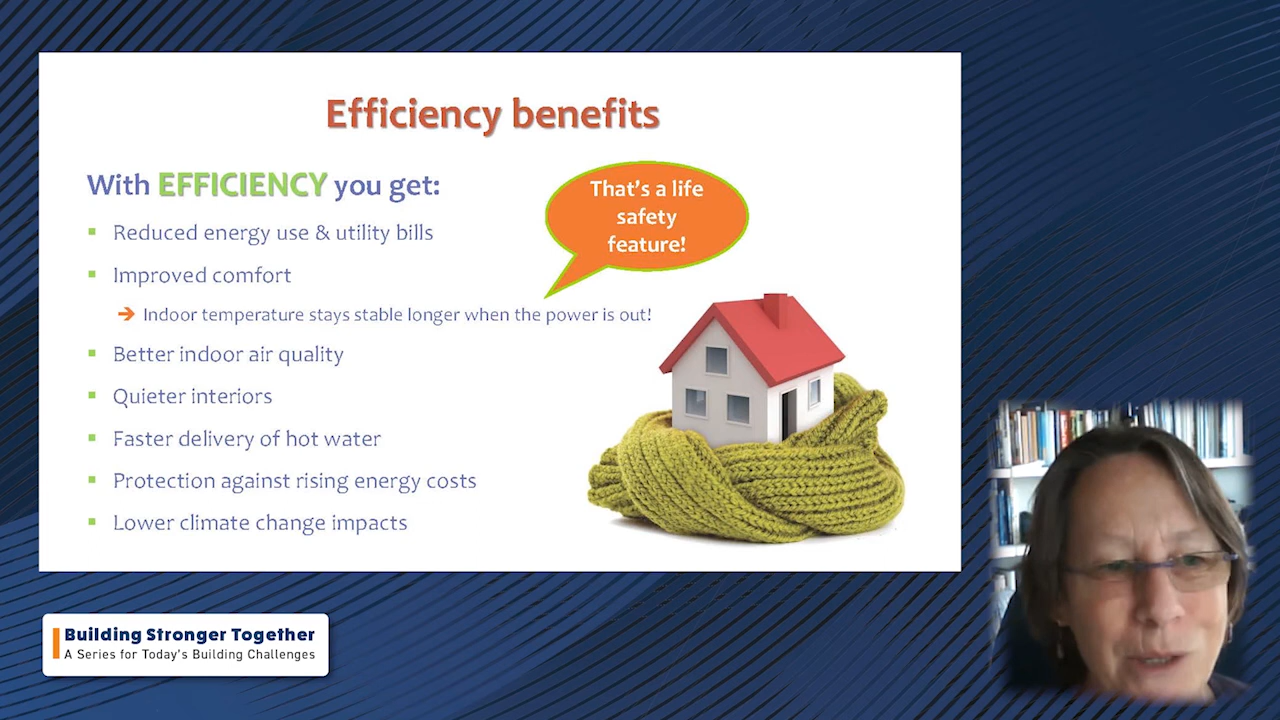 Efficiency benefits
With EFFICIENCY you get:
That's a life
safety
feature!
▪ Reduced energy use & utility bills
▪ Improved comfort
➔ Indoor temperature stays stable longer when the power is out!
▪ Better indoor air quality
▪ Quieter interiors
▪ Faster delivery of hot water
▪ Protection against rising energy costs
▪ Lower climate change impacts
Building Stronger Together
A Series for Today's Building Challenges